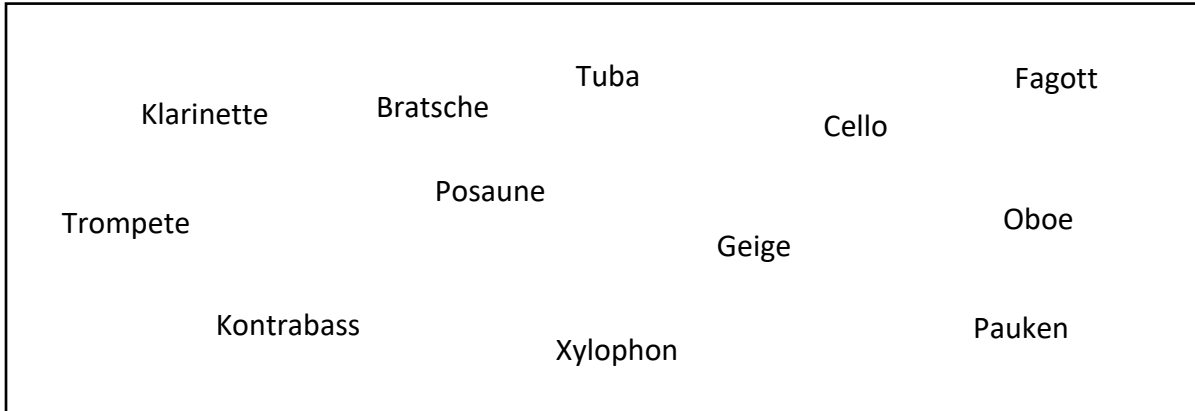 Tuba
Fagott
Klarinette
Bratsche
Cello
Posaune
Trompete
Oboe
Geige
Kontrabass
Pauken
Xylophon